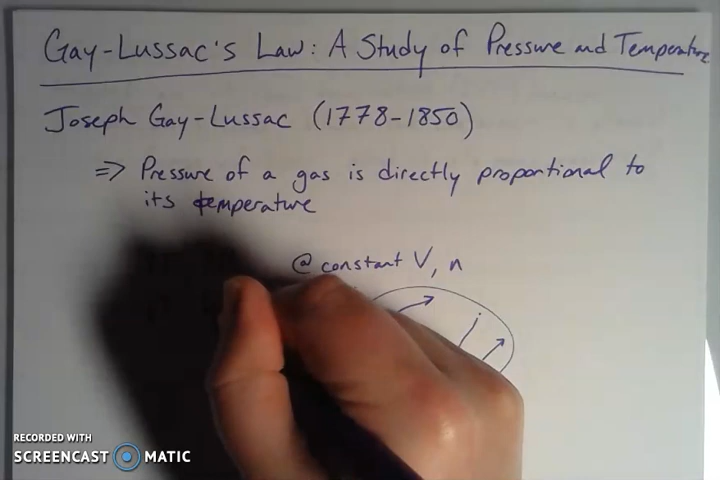 Gay-Lussac's Law: A Study of Pressure and Temperature
Joseph Gay-Lussac (1778-1850)
⇒ Pressure of a gas is directly proportional to
its temperature
@ constant V, n
RECORDED WITH
SCREENCAST MATIC